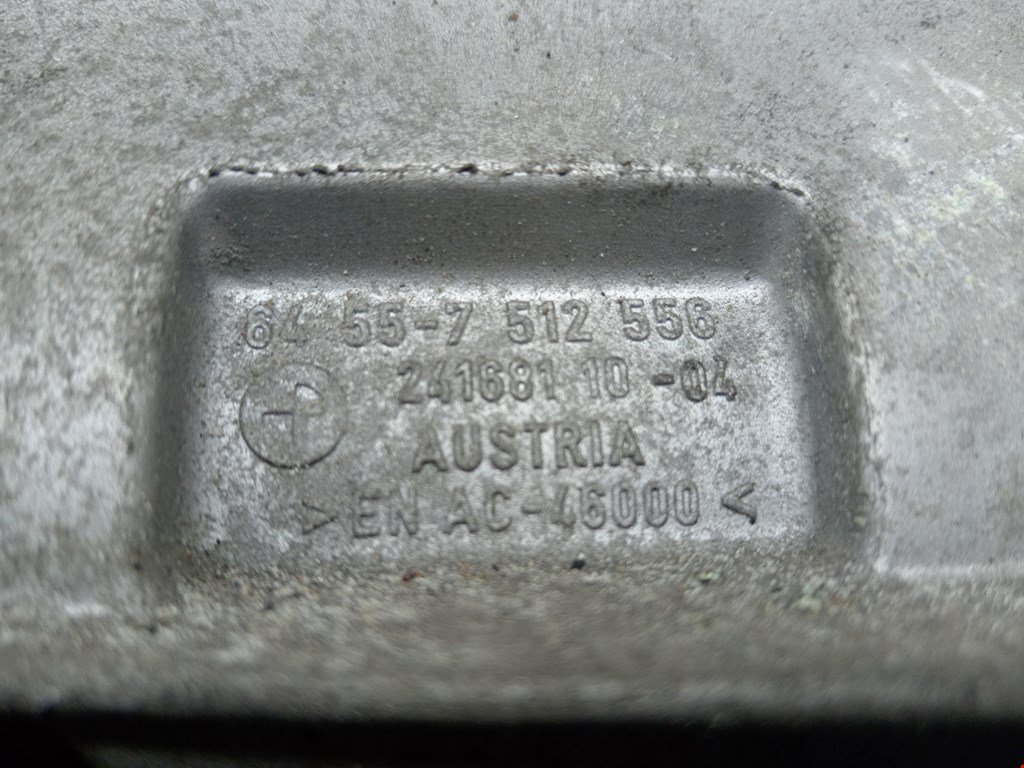 64 55-7 512 556
241681 10 -04
AUSTRIA
>EN AC-46000<